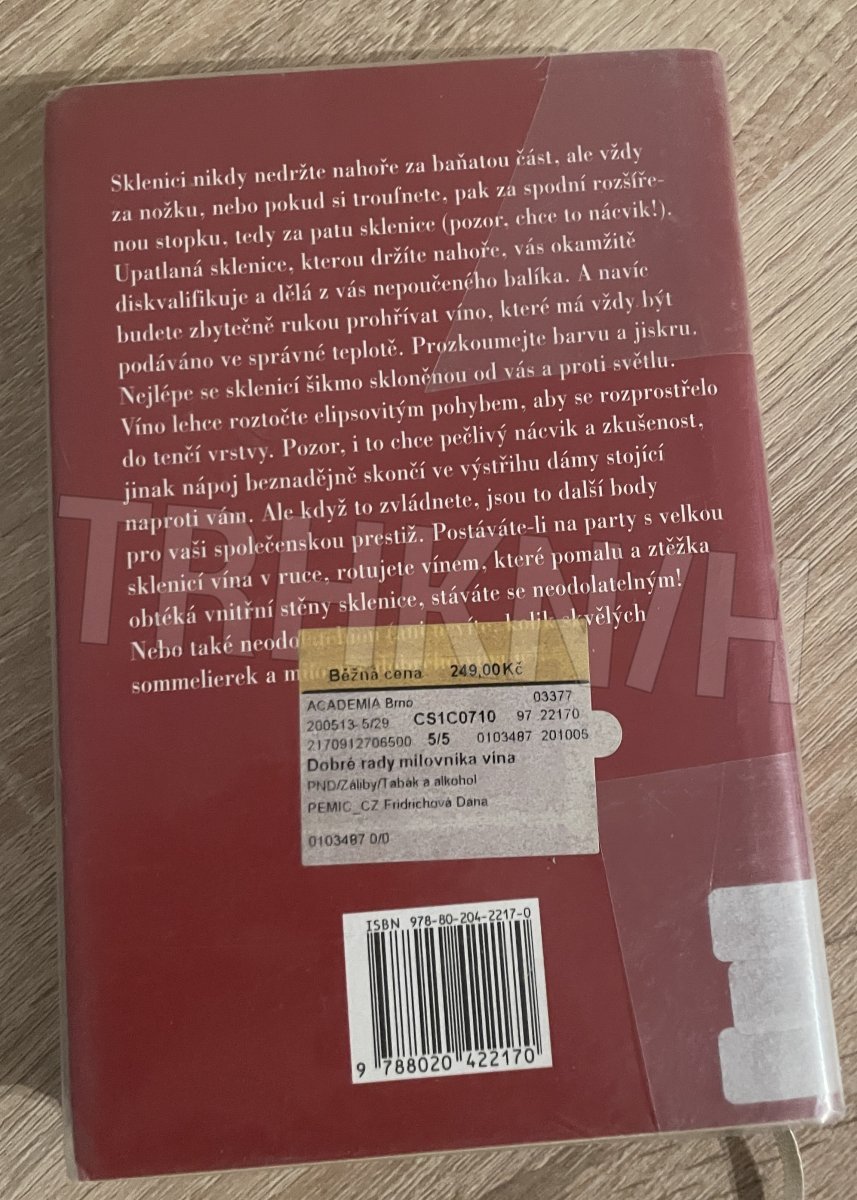 Sklenici nikdy nedržte nahoře za baňatou část, ale vždy
za nožku, nebo pokud si troufnete, pak za spodní rozšíře-
nou stopku, tedy za patu sklenice (pozor, chce to nácvik!).
Upatlaná sklenice, kterou držíte nahoře, vás okamžitě
diskvalifikuje a dělá z vás nepoučeného balíka. A navíc
budete zbytečně rukou prohřívat víno, které má vždy být
podáváno ve správné teplotě. Prozkoumejte barvu a jiskru.
Nejlépe se sklenicí šikmo skloněnou od vás a proti světlu.
Víno lehce roztočte elipsovitým pohybem, aby se rozprostřelo
do tenčí vrstvy. Pozor, i to chce pečlivý nácvik a zkušenost,
jinak nápoj beznadějně skončí ve výstřihu dámy stojící
naproti vám. Ale když to zvládnete, jsou to další body
pro vaši společenskou prestiž. Postáváte-li na party s velkou
sklenicí vína v ruce, rotujete vínem, které pomalu a ztěžka
obtéká vnitřní stěny sklenice, stáváte se neodolatelným!
Nebo také skvělých
sommelierek a
Běžná cena 249,00Kč
ACADEMIA Brno 03377
200513-5/29 CS1C0710 97 22170
2170912706500 5/5 0103487 201005
Dobré rady milovníka vína
PND/Záliby/Tabák a alkohol
PEMIC_CZ Fridrichová Dana
0103487 0/0
ISBN 978-80-204-2217-0
9 788020 422170
TRHKNIH